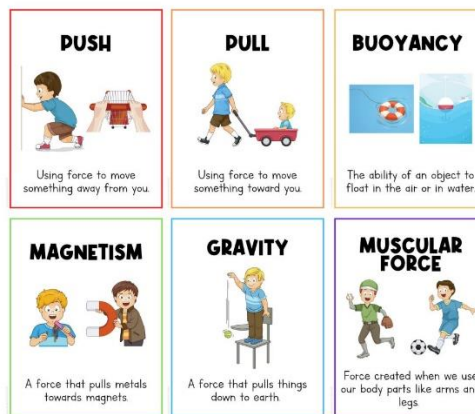 PUSH
Using force to move
something away from you.
PULL
Using force to move
something toward you.
BUOYANCY
The ability of an object to
float in the air or in water.
MAGNETISM
A force that pulls metals
towards magnets.
GRAVITY
A force that pulls things
down to earth.
MUSCULAR
FORCE
Force created when we use
our body parts like arms and
legs.